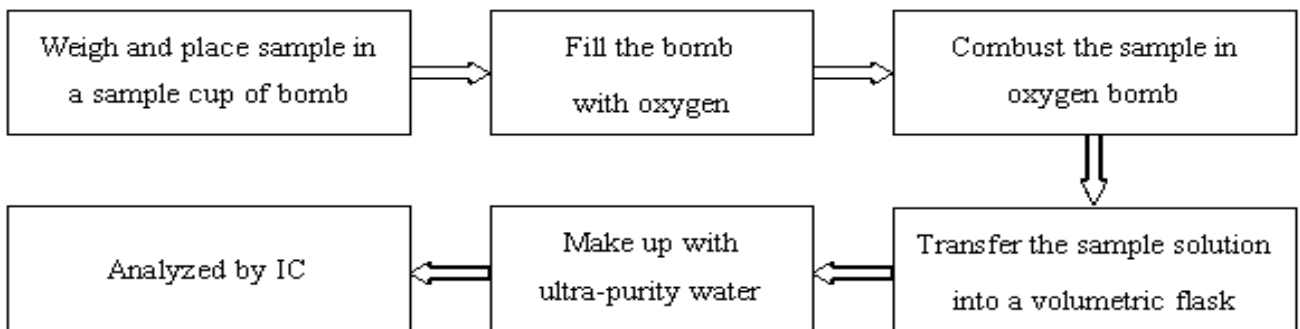 Weigh and place sample in
a sample cup of bomb
Fill the bomb
with oxygen
Combust the sample in
oxygen bomb
Transfer the sample solution
into a volumetric flask
Make up with
ultra-purity water
Analyzed by IC